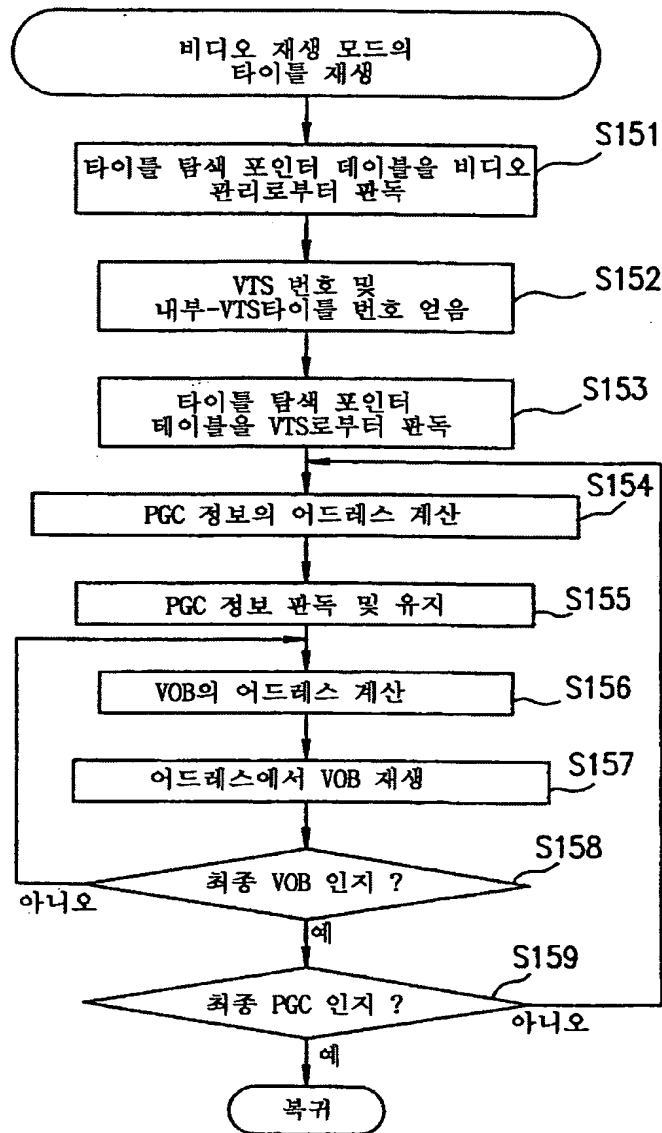 비디오 재생 모드의
타이틀 재생
S151
타이틀 탐색 포인터 테이블을 비디오
관리로부터 판독
S152
VTS 번호 및
내부-VTS타이틀 번호 얻음
S153
타이틀 탐색 포인터
테이블을 VTS로부터 판독
S154
PGC 정보의 어드레스 계산
S155
PGC 정보 판독 및 유지
S156
VOB의 어드레스 계산
S157
어드레스에서 VOB 재생
S158
최종 VOB 인지 ?
아니오
예
S159
최종 PGC 인지 ?
아니오
예
복귀